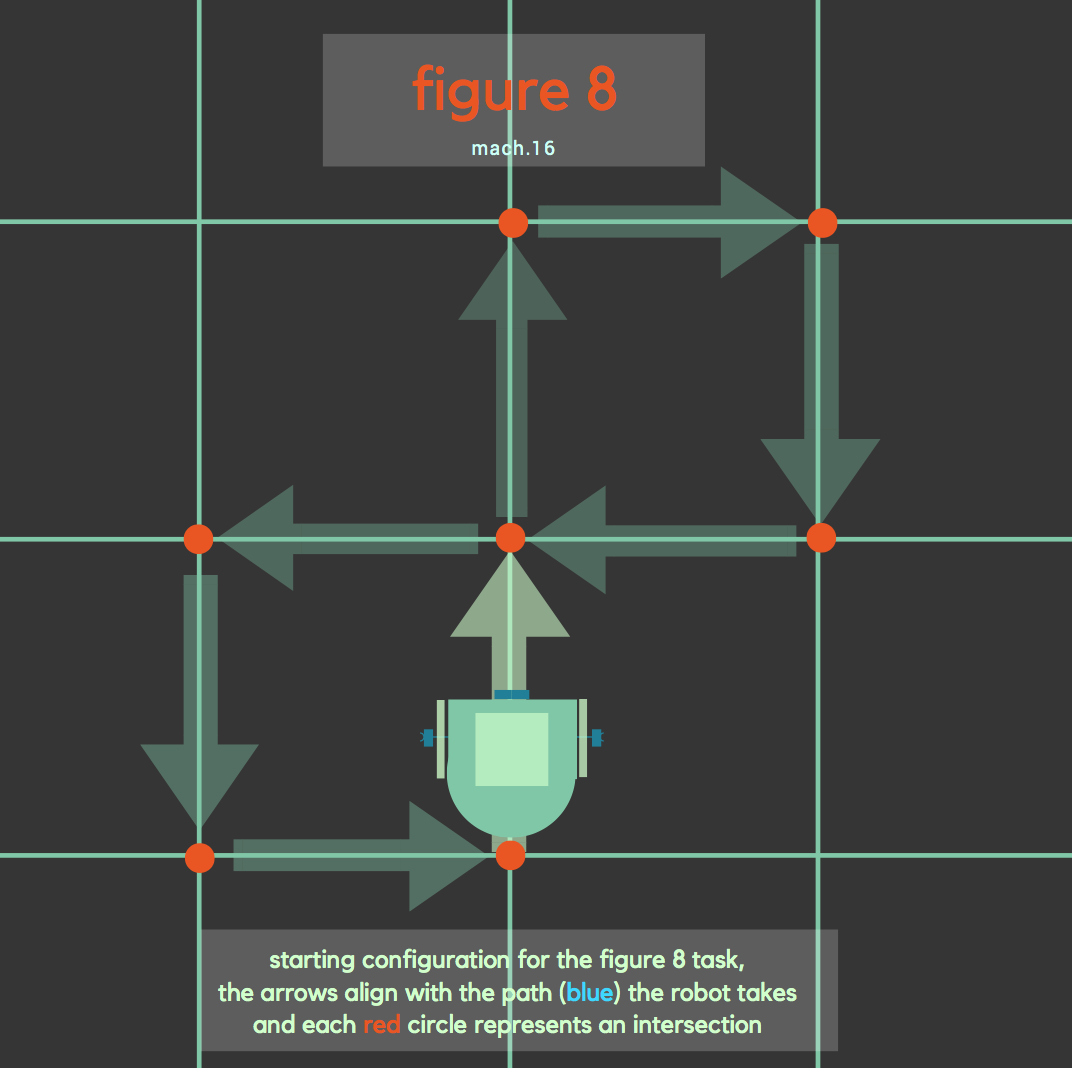 figure 8
mach.16
starting configuration for the figure 8 task,
the arrows align with the path (blue) the robot takes
and each red circle represents an intersection